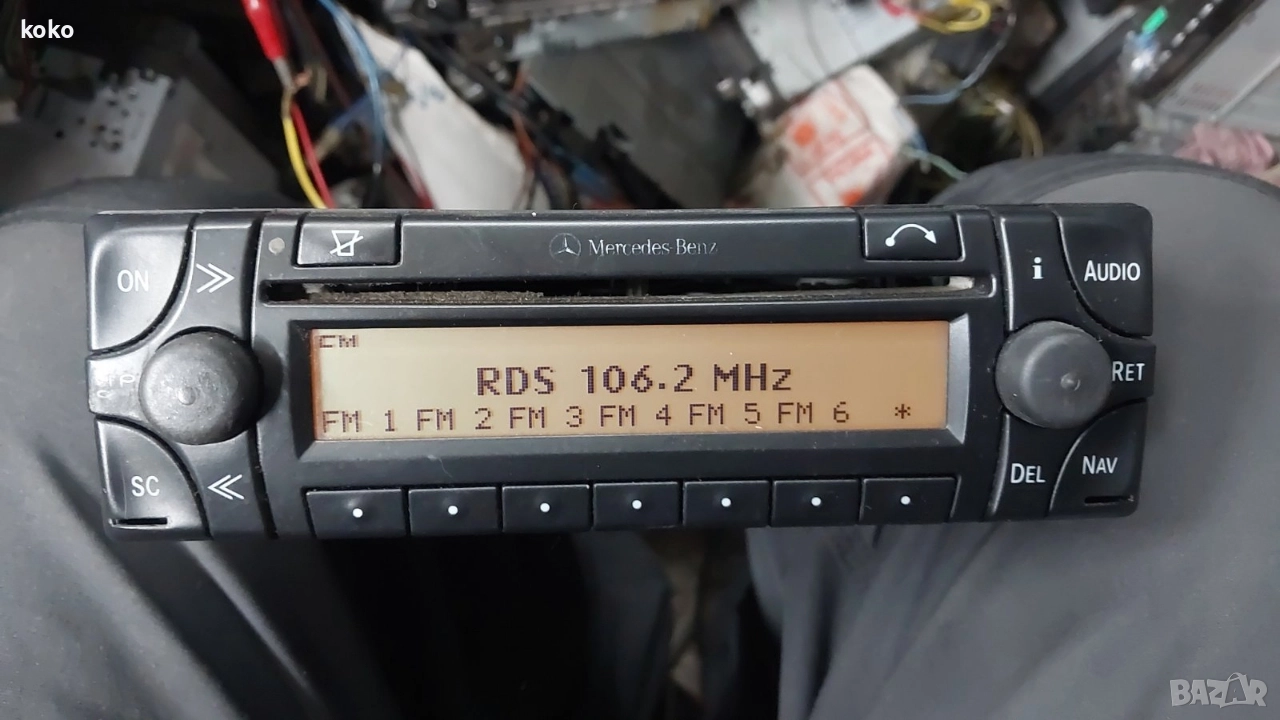 koko
Mercedes-Benz
ON
i
AUDIO
RDS 106.2 MHz
RET
FM 1 FM 2 FM 3 FM 4 FM 5 FM 6 *
SC
DEL
NAV
BAZAR